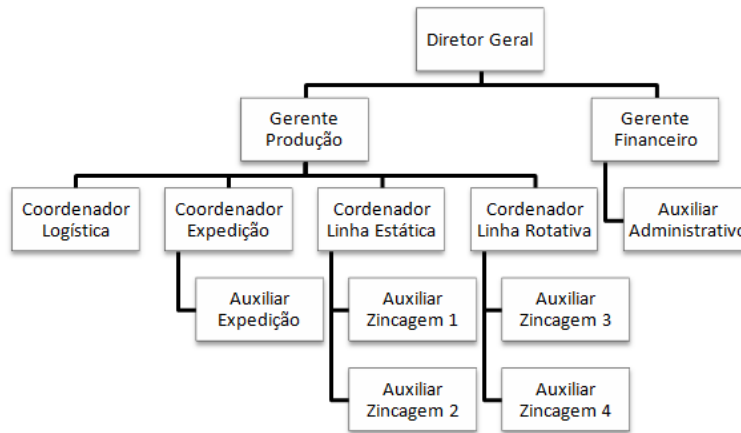 Diretor Geral
Gerente
Produção
Gerente
Financeiro
Coordenador
Logística
Coordenador
Expedição
Cordenador
Linha Estática
Cordenador
Linha Rotativa
Auxiliar
Administrativo
Auxiliar
Expedição
Auxiliar
Zincagem 1
Auxiliar
Zincagem 3
Auxiliar
Zincagem 2
Auxiliar
Zincagem 4